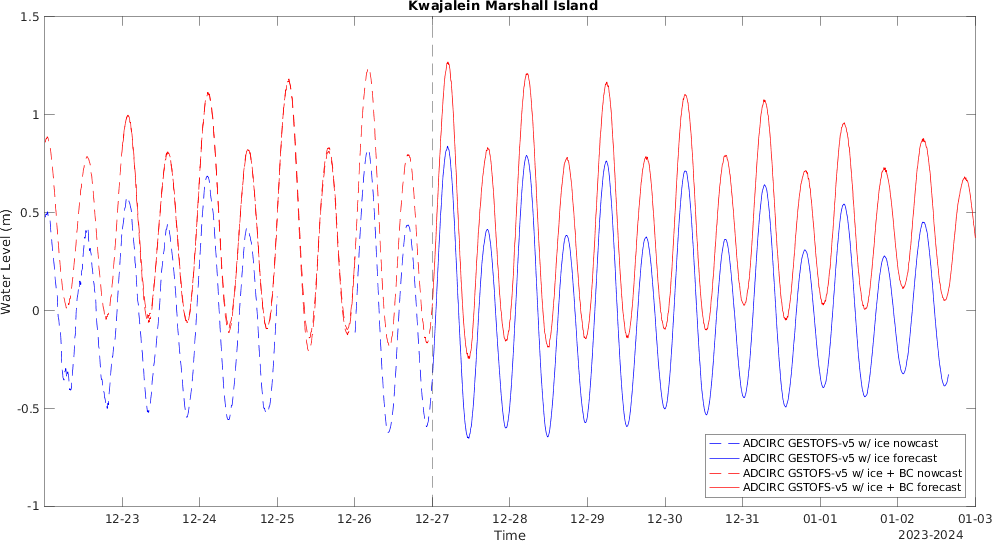 Kwajalein Marshall Island
1.5
1
0.5
0
-0.5
-1
Water Level (m)
12-23
12-24
12-25
12-26
12-27
12-28
12-29
12-30
12-31
01-01
01-02
01-03
Time
2023-2024
ADCIRC GESTOFS-v5 w/ ice nowcast
ADCIRC GESTOFS-v5 w/ ice forecast
ADCIRC GSTOFS-v5 w/ ice + BC nowcast
ADCIRC GSTOFS-v5 w/ ice + BC forecast